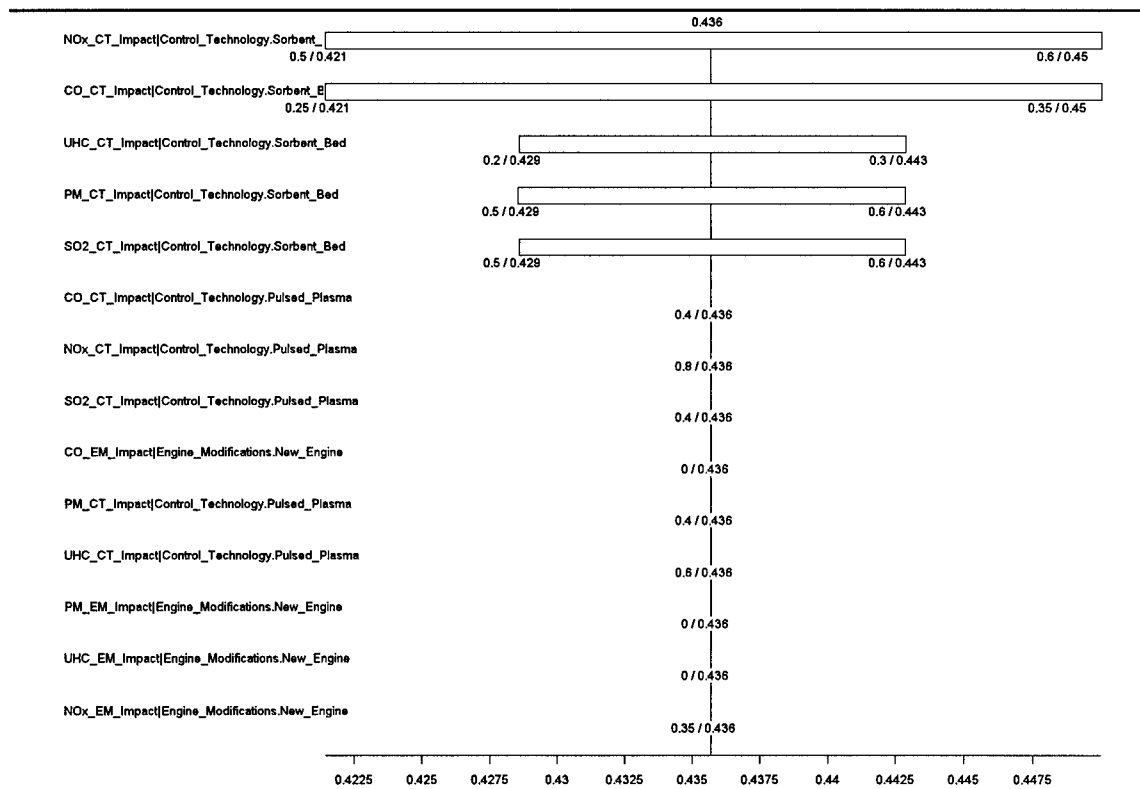 0.436
NOx_CT_Impact|Control_Technology.Sorbent_
0.5 / 0.421 0.6 / 0.45
CO_CT_Impact|Control_Technology.Sorbent_B
0.25 / 0.421 0.35 / 0.45
UHC_CT_Impact|Control_Technology.Sorbent_Bed
0.2 / 0.429 0.3 / 0.443
PM_CT_Impact|Control_Technology.Sorbent_Bed
0.5 / 0.429 0.6 / 0.443
SO2_CT_Impact|Control_Technology.Sorbent_Bed
0.5 / 0.429 0.6 / 0.443
CO_CT_Impact|Control_Technology.Pulsed_Plasma
0.4 / 0.436
NOx_CT_Impact|Control_Technology.Pulsed_Plasma
0.8 / 0.436
SO2_CT_Impact|Control_Technology.Pulsed_Plasma
0.4 / 0.436
CO_EM_Impact|Engine_Modifications.New_Engine
0 / 0.436
PM_CT_Impact|Control_Technology.Pulsed_Plasma
0.4 / 0.436
UHC_CT_Impact|Control_Technology.Pulsed_Plasma
0.6 / 0.436
PM_EM_Impact|Engine_Modifications.New_Engine
0 / 0.436
UHC_EM_Impact|Engine_Modifications.New_Engine
0 / 0.436
NOx_EM_Impact|Engine_Modifications.New_Engine
0.35 / 0.436
0.4225 0.425 0.4275 0.43 0.4325 0.435 0.4375 0.44 0.4425 0.445 0.4475